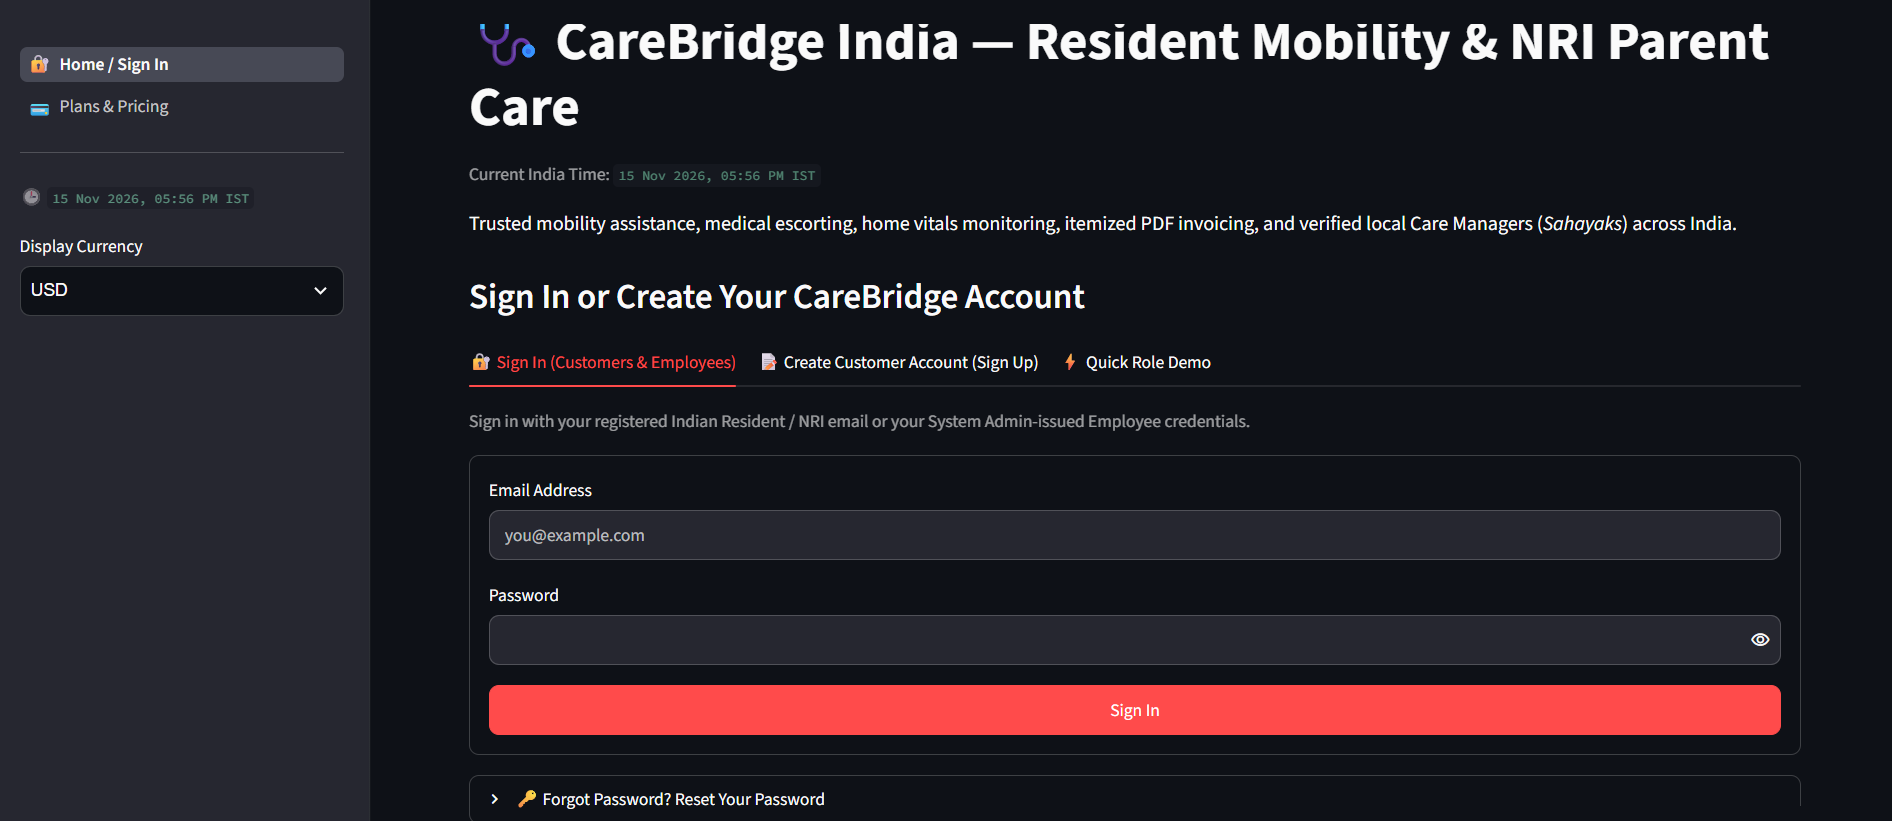 Home / Sign In
Plans & Pricing
15 Nov 2026, 05:56 PM IST
Display Currency
USD
CareBridge India — Resident Mobility & NRI Parent
Care
Current India Time: 15 Nov 2026, 05:56 PM IST
Trusted mobility assistance, medical escorting, home vitals monitoring, itemized PDF invoicing, and verified local Care Managers (Sahayaks) across India.
Sign In or Create Your CareBridge Account
Sign In (Customers & Employees) Create Customer Account (Sign Up) Quick Role Demo
Sign in with your registered Indian Resident / NRI email or your System Admin-issued Employee credentials.
Email Address
you@example.com
Password
Sign In
Forgot Password? Reset Your Password